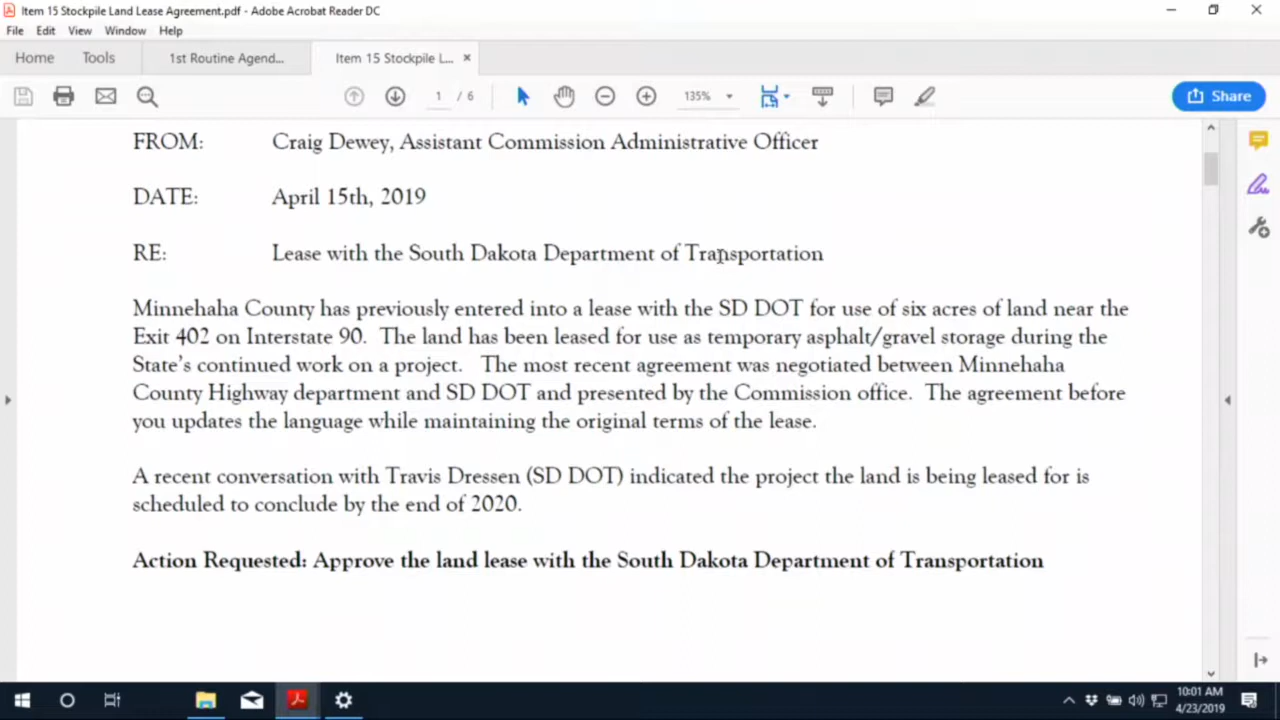 Item 15 Stockpile Land Lease Agreement.pdf - Adobe Acrobat Reader DC
File Edit View Window Help
Home Tools 1st Routine Agend... Item 15 Stockpile L... ×
1 / 6 135% Share
FROM: Craig Dewey, Assistant Commission Administrative Officer
DATE: April 15th, 2019
RE: Lease with the South Dakota Department of Transportation
Minnehaha County has previously entered into a lease with the SD DOT for use of six acres of land near the
Exit 402 on Interstate 90. The land has been leased for use as temporary asphalt/gravel storage during the
State's continued work on a project. The most recent agreement was negotiated between Minnehaha
County Highway department and SD DOT and presented by the Commission office. The agreement before
you updates the language while maintaining the original terms of the lease.
A recent conversation with Travis Dressen (SD DOT) indicated the project the land is being leased for is
scheduled to conclude by the end of 2020.
Action Requested: Approve the land lease with the South Dakota Department of Transportation
10:01 AM
4/23/2019